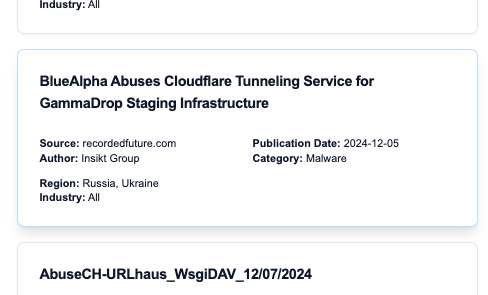 Industry: All
BlueAlpha Abuses Cloudflare Tunneling Service for
GammaDrop Staging Infrastructure
Source: recordedfuture.com
Publication Date: 2024-12-05
Author: Insikt Group
Category: Malware
Region: Russia, Ukraine
Industry: All
AbuseCH-URLhaus_WsgiDAV_12/07/2024